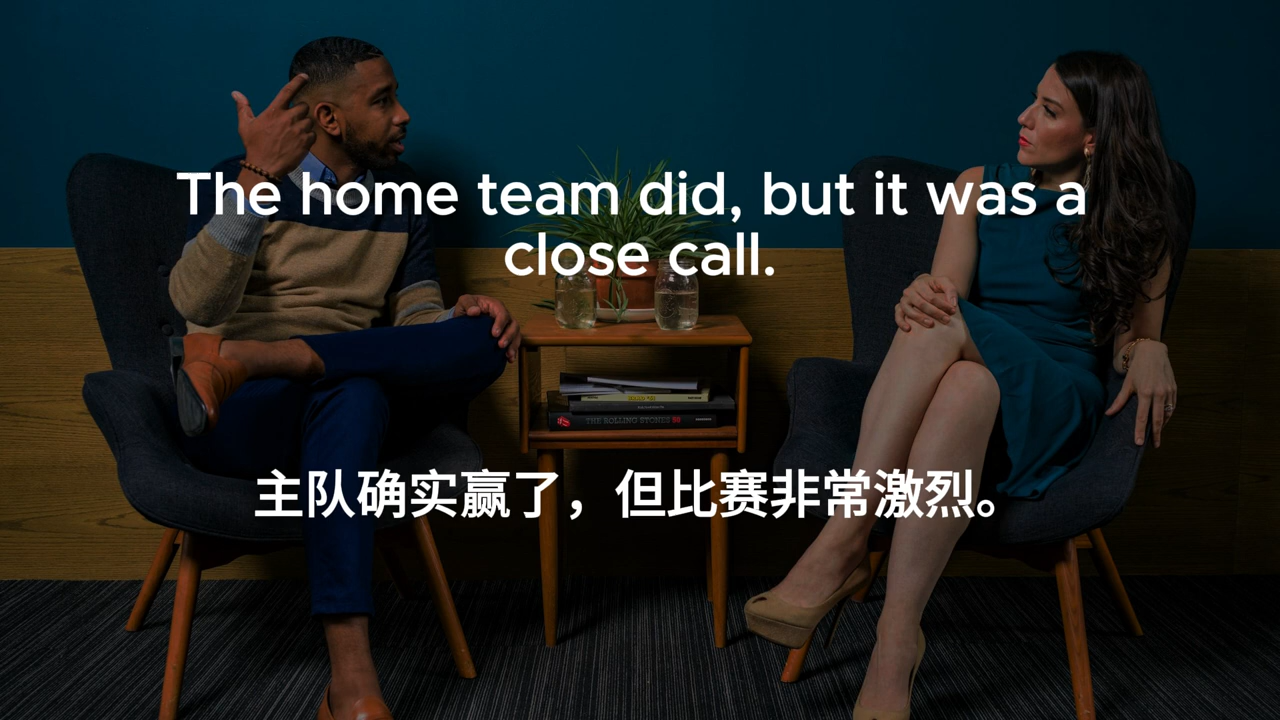 The home team did, but it was a
close call.
THE ROLLING STONES
主队确实赢了，但比赛非常激烈。